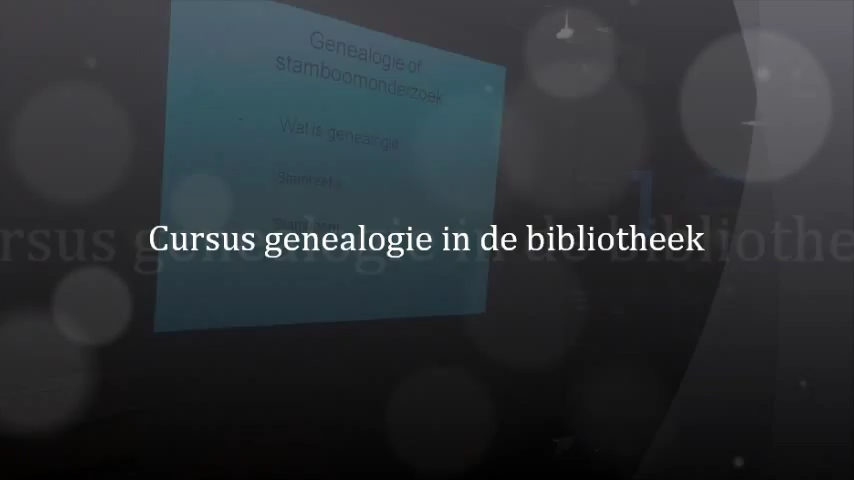 Genealogie of
stamboomonderzoek
Wat is genealogie
Cursus genealogie in de bibliotheek